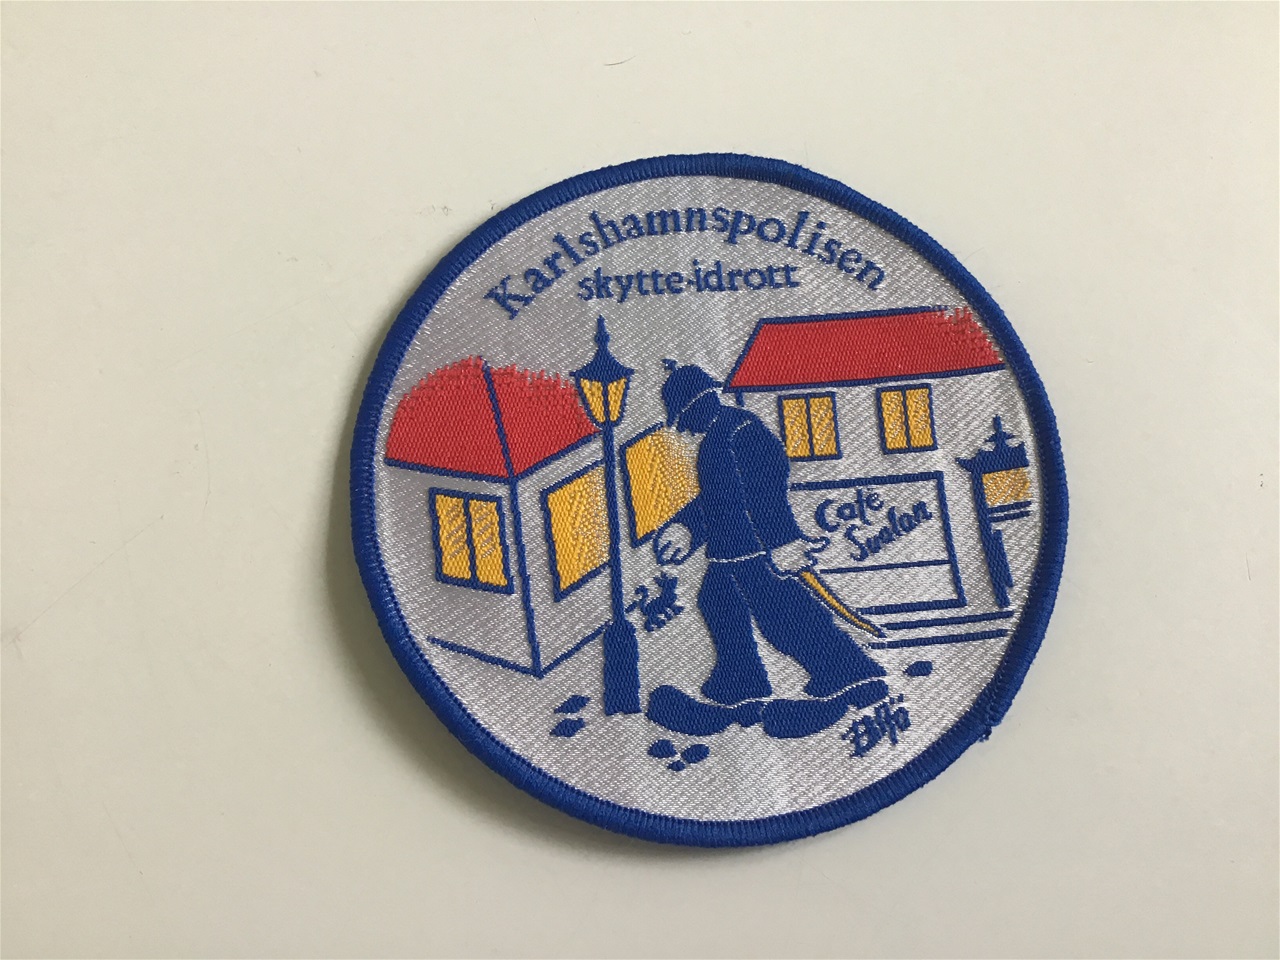 Karlshamnspolisen
skytte-idrott
Café
Svalan